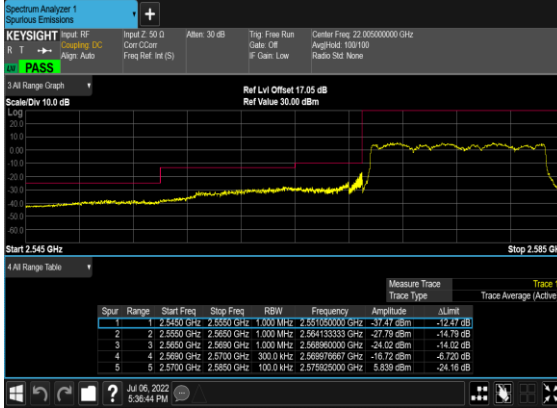 Spectrum Analyzer 1
Spurious Emissions
+
KEYSIGHT Input: RF Input Z: 50 Ω Atten: 30 dB Trig: Free Run Center Freq: 22.005000000 GHz
R T Coupling: DC Corr CCorr Gate: Off Avg|Hold: 100/100
Align: Auto Freq Ref: Int (S) IF Gain: Low Radio Std: None
LXI PASS
3.All Range Graph
Ref Lvl Offset 17.05 dB
Scale/Div 10.0 dB Ref Value 30.00 dBm
Log
20.0
10.0
0.00
-10.0
-20.0
-30.0
-40.0
-50.0
-60.0
Start 2.545 GHz Stop 2.585 GH
4.All Range Table
Measure Trace Trace 1
Trace Type Trace Average (Active
Spur Range Start Freq Stop Freq RBW Frequency Amplitude ΔLimit
1 1 2.5450 GHz 2.5550 GHz 1.000 MHz 2.551050000 GHz -37.47 dBm -12.47 dB
2 2 2.5550 GHz 2.5650 GHz 1.000 MHz 2.564133333 GHz -27.79 dBm -14.79 dB
3 3 2.5650 GHz 2.5690 GHz 1.000 MHz 2.568960000 GHz -24.02 dBm -14.02 dB
4 4 2.5690 GHz 2.5700 GHz 300.0 kHz 2.569976667 GHz -16.72 dBm -6.720 dB
5 5 2.5700 GHz 2.5850 GHz 100.0 kHz 2.575925000 GHz 5.839 dBm -24.16 dB
? Jul 06, 2022
5:36:44 PM